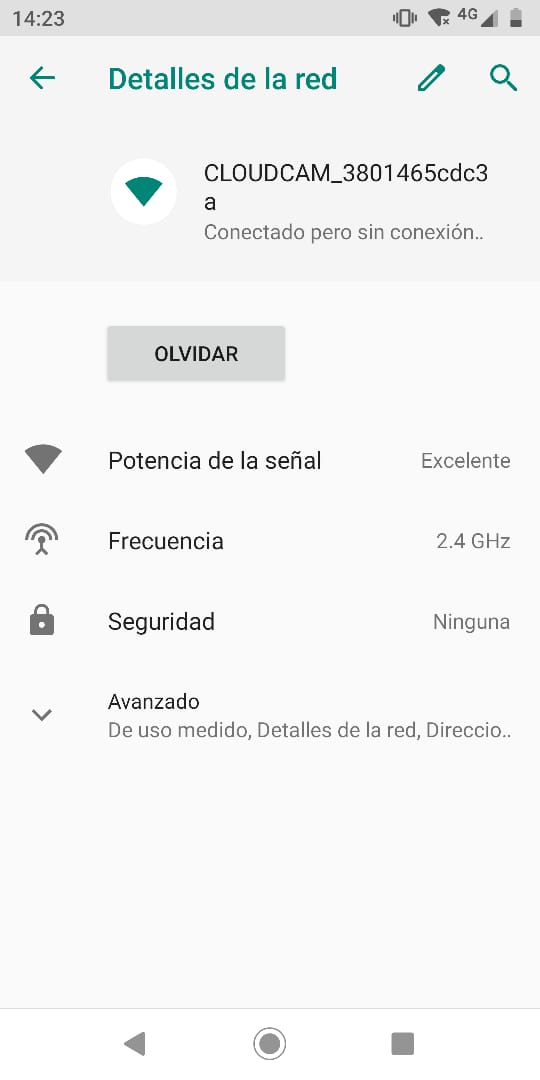 14:23
4G
Detalles de la red
CLOUDCAM_3801465cdc3
a
Conectado pero sin conexión..
OLVIDAR
Potencia de la señal
Excelente
Frecuencia
2.4 GHz
Seguridad
Ninguna
Avanzado
De uso medido, Detalles de la red, Direccio..